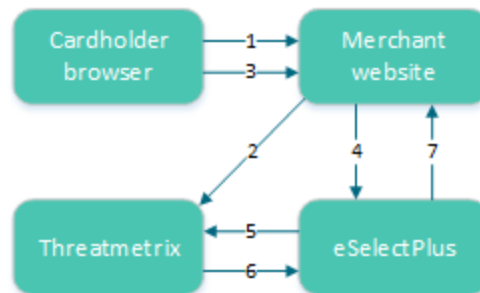 Cardholder
browser
1
3
Merchant
website
2
4
7
Threatmetrix
5
6
eSelectPlus